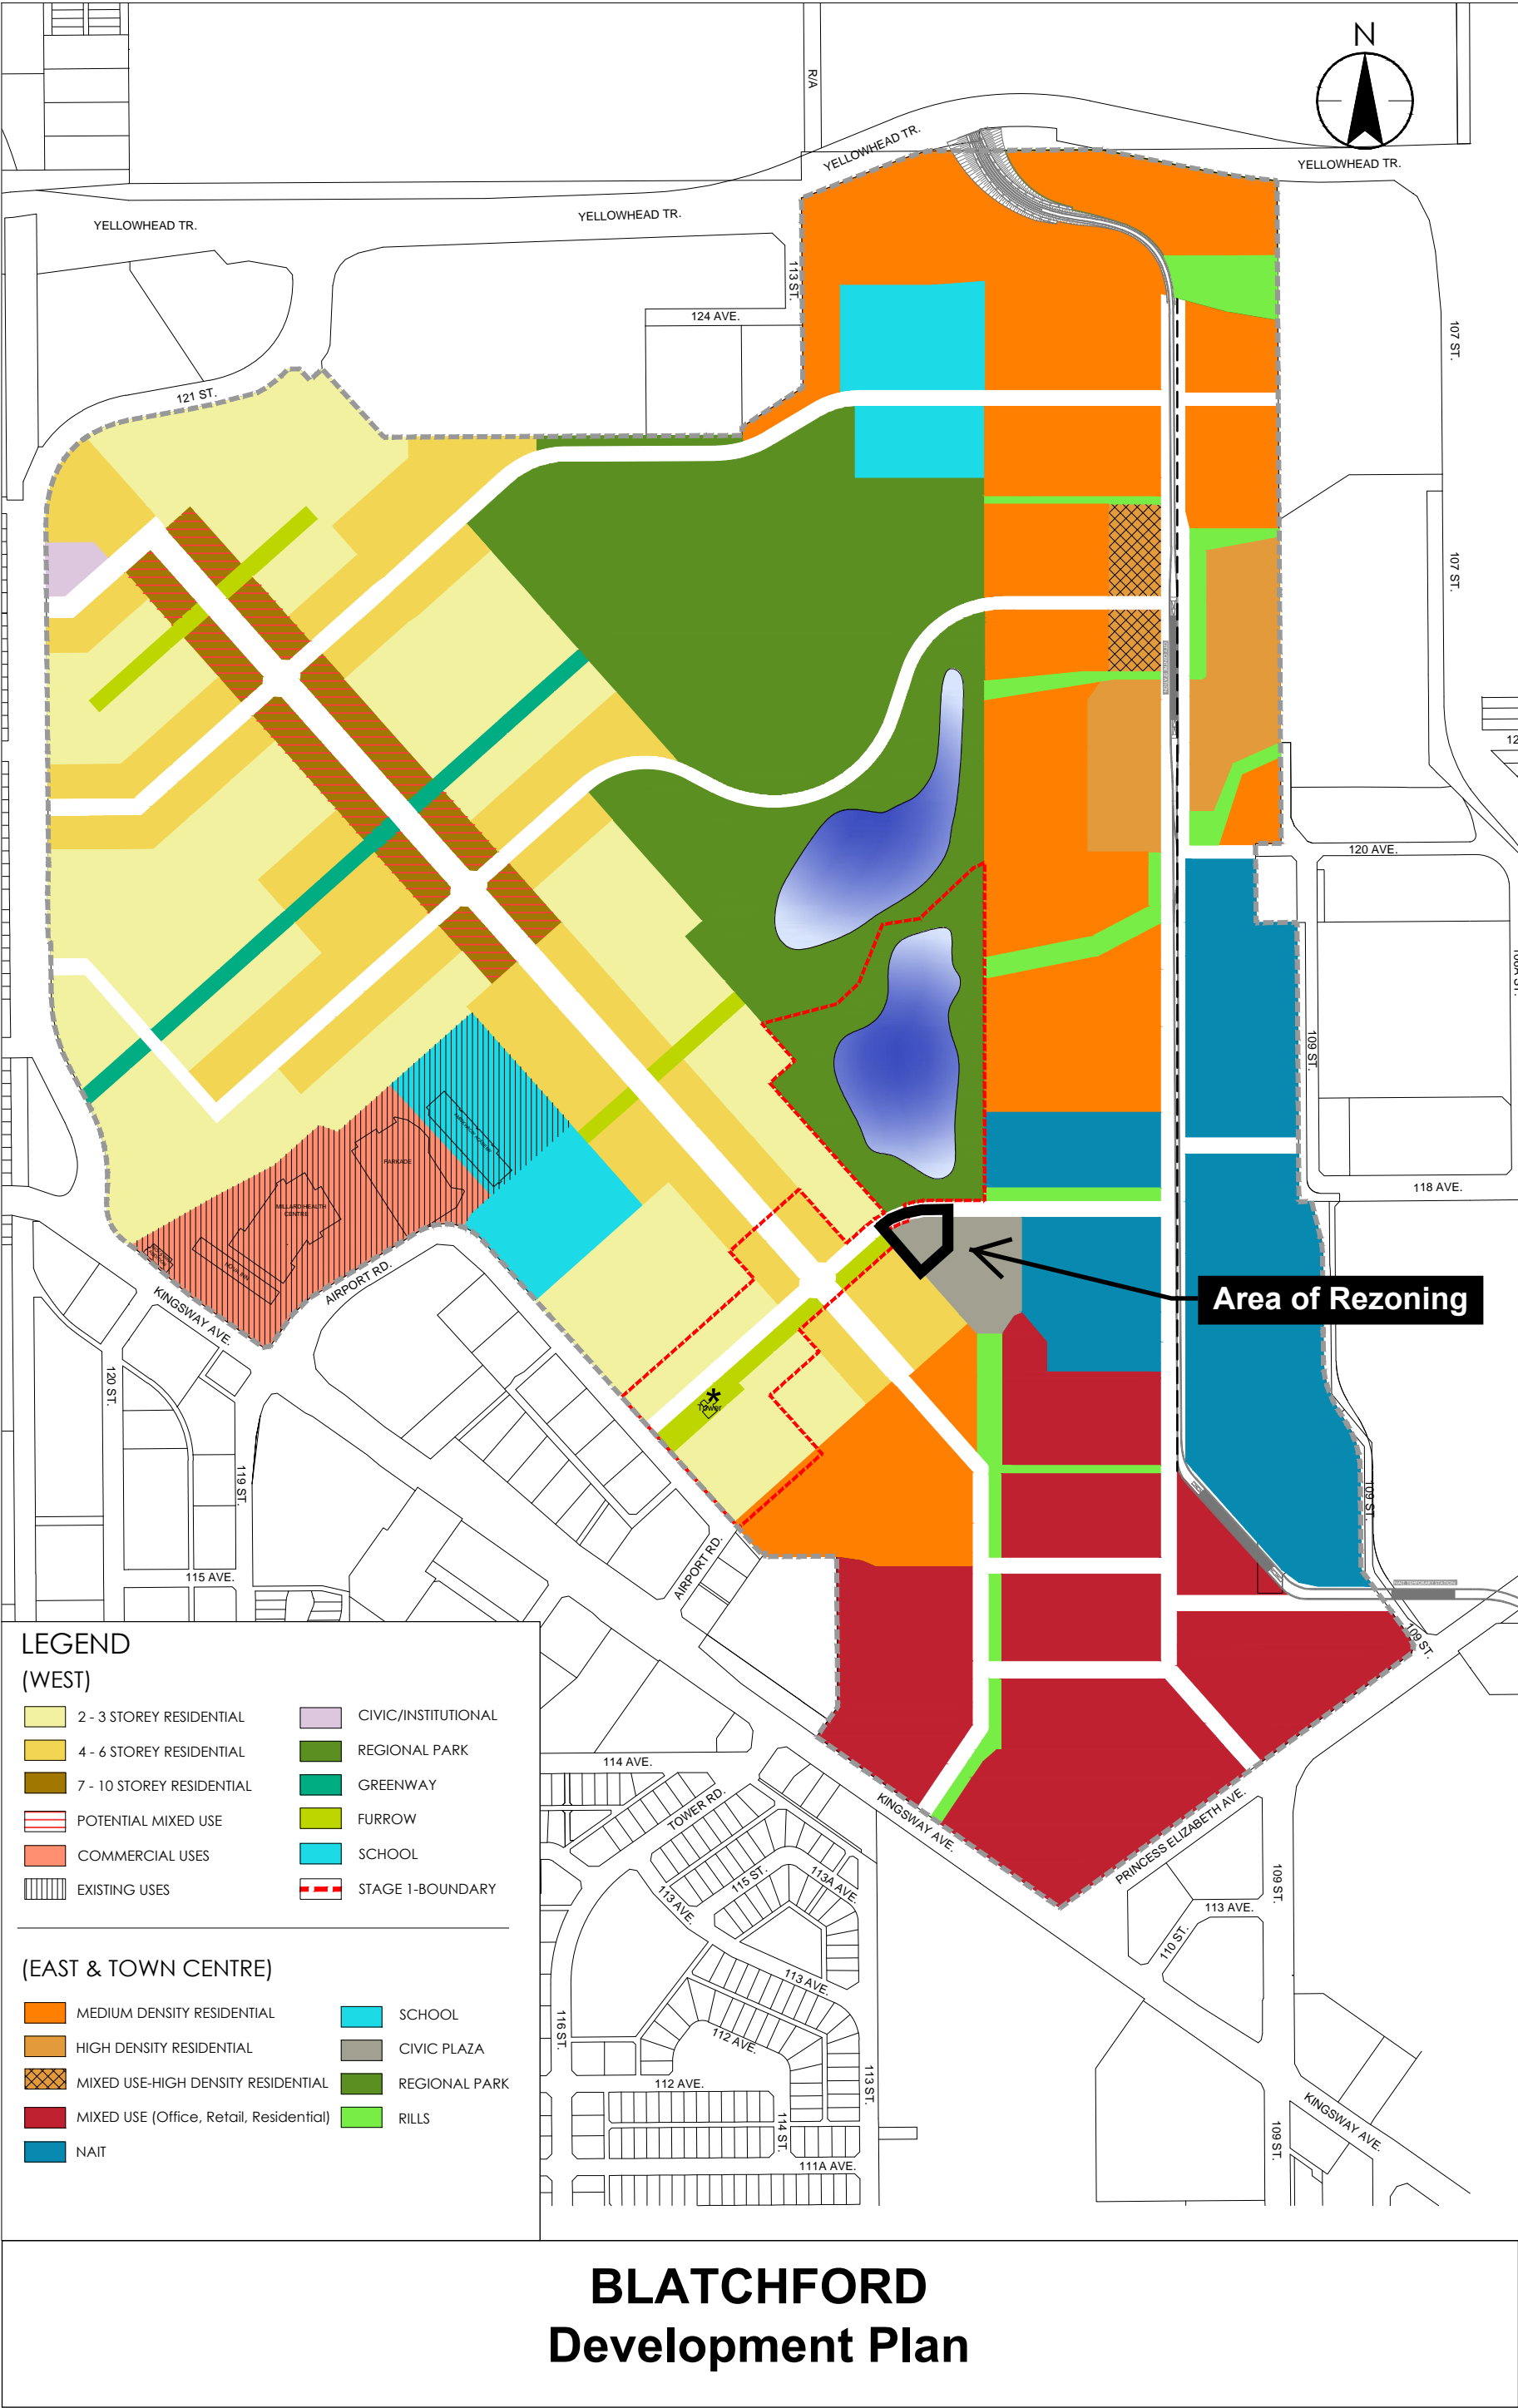 N
R/A
YELLOWHEAD TR.
YELLOWHEAD TR.
YELLOWHEAD TR.
YELLOWHEAD TR.
113 ST.
124 AVE.
107 ST.
121 ST.
107 ST.
12
120 AVE.
109 ST.
118 AVE.
PARKADE
MILLARD HEALTH
CENTRE
AIRPORT RD.
KINGSWAY AVE.
Area of Rezoning
120 ST.
Tower
119 ST.
109 ST.
115 AVE.
AIRPORT RD.
109 ST.
114 AVE.
TOWER RD.
KINGSWAY AVE.
PRINCESS ELIZABETH AVE.
115 ST.
113A AVE.
113 AVE.
109 ST.
113 AVE.
110 ST.
113 AVE.
116 ST.
112 AVE.
112 AVE.
113 ST.
114 ST.
111A AVE.
109 ST.
KINGSWAY AVE.
LEGEND
(WEST)
2 - 3 STOREY RESIDENTIAL
4 - 6 STOREY RESIDENTIAL
7 - 10 STOREY RESIDENTIAL
POTENTIAL MIXED USE
COMMERCIAL USES
EXISTING USES
CIVIC/INSTITUTIONAL
REGIONAL PARK
GREENWAY
FURROW
SCHOOL
STAGE 1-BOUNDARY
(EAST & TOWN CENTRE)
MEDIUM DENSITY RESIDENTIAL
HIGH DENSITY RESIDENTIAL
MIXED USE-HIGH DENSITY RESIDENTIAL
MIXED USE (Office, Retail, Residential)
NAIT
SCHOOL
CIVIC PLAZA
REGIONAL PARK
RILLS
BLATCHFORD
Development Plan